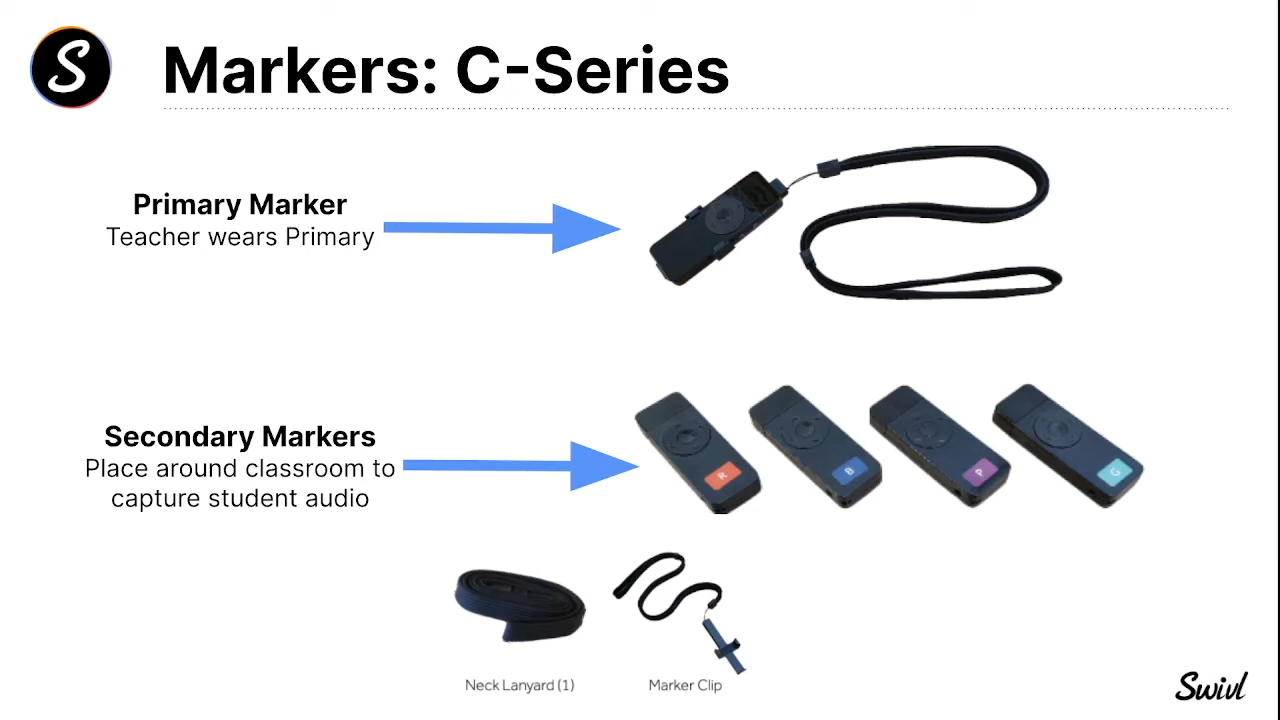 S
Markers: C-Series
Primary Marker
Teacher wears Primary
Secondary Markers
Place around classroom to
capture student audio
R
B
P
G
Neck Lanyard (1)
Marker Clip
Swivl